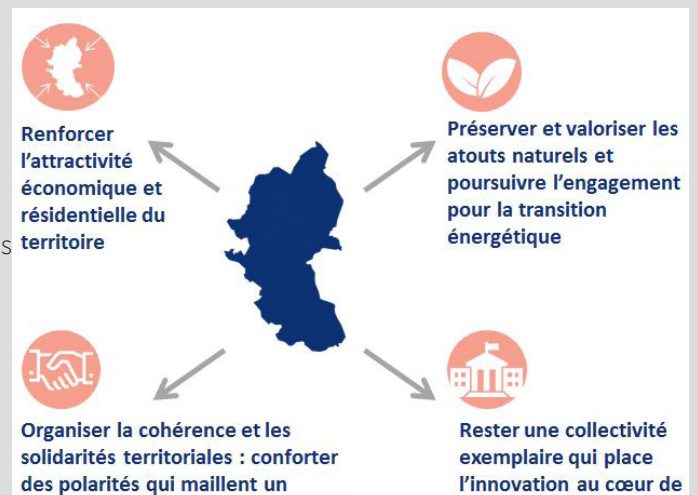 Renforcer
l'attractivité
économique et
résidentielle du
territoire
Préserver et valoriser les
atouts naturels et
poursuivre l'engagement
pour la transition
énergétique
s
Organiser la cohérence et les
solidarités territoriales : conforter
des polarités qui maillent un
Rester une collectivité
exemplaire qui place
l'innovation au cœur de